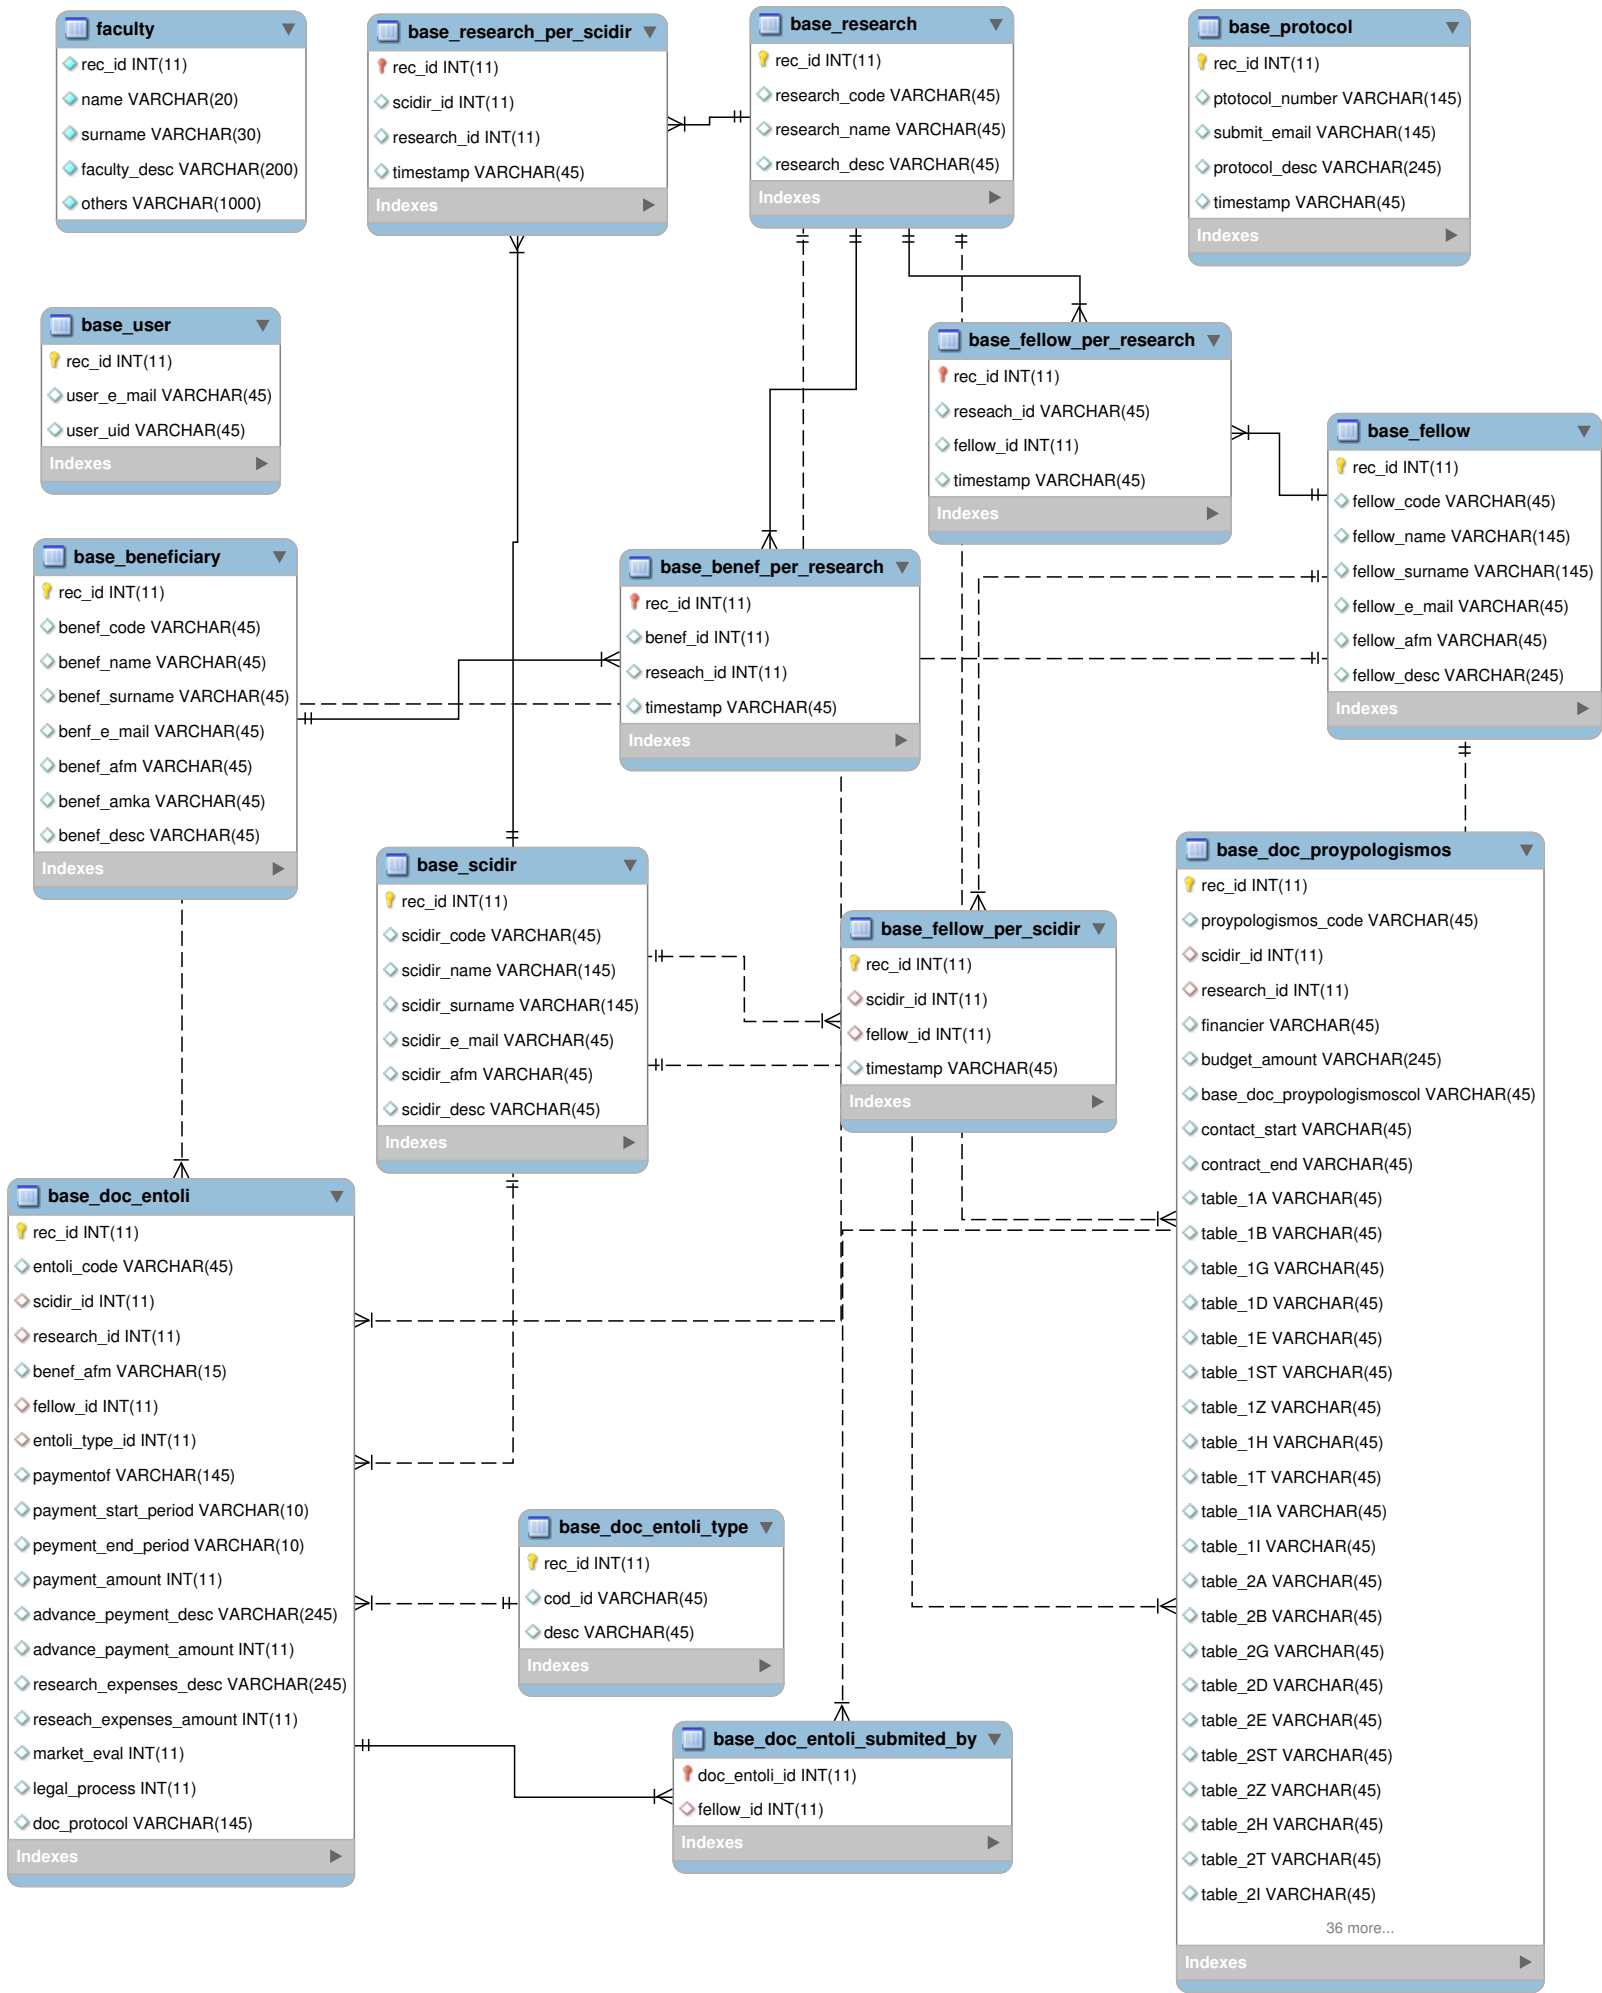 faculty
rec_id INT(11)
name VARCHAR(20)
surname VARCHAR(30)
faculty_desc VARCHAR(200)
others VARCHAR(1000)
base_research_per_scidir
rec_id INT(11)
scidir_id INT(11)
research_id INT(11)
timestamp VARCHAR(45)
Indexes
base_research
rec_id INT(11)
research_code VARCHAR(45)
research_name VARCHAR(45)
research_desc VARCHAR(45)
Indexes
base_protocol
rec_id INT(11)
ptotocol_number VARCHAR(145)
submit_email VARCHAR(145)
protocol_desc VARCHAR(245)
timestamp VARCHAR(45)
Indexes
base_user
rec_id INT(11)
user_e_mail VARCHAR(45)
user_uid VARCHAR(45)
Indexes
base_fellow_per_research
rec_id INT(11)
reseach_id VARCHAR(45)
fellow_id INT(11)
timestamp VARCHAR(45)
Indexes
base_fellow
rec_id INT(11)
fellow_code VARCHAR(45)
fellow_name VARCHAR(145)
fellow_surname VARCHAR(145)
fellow_e_mail VARCHAR(45)
fellow_afm VARCHAR(45)
fellow_desc VARCHAR(245)
Indexes
base_beneficiary
rec_id INT(11)
benef_code VARCHAR(45)
benef_name VARCHAR(45)
benef_surname VARCHAR(45)
benf_e_mail VARCHAR(45)
benef_afm VARCHAR(45)
benef_amka VARCHAR(45)
benef_desc VARCHAR(45)
Indexes
base_benef_per_research
rec_id INT(11)
benef_id INT(11)
reseach_id INT(11)
timestamp VARCHAR(45)
Indexes
base_scidir
rec_id INT(11)
scidir_code VARCHAR(45)
scidir_name VARCHAR(145)
scidir_surname VARCHAR(145)
scidir_e_mail VARCHAR(45)
scidir_afm VARCHAR(45)
scidir_desc VARCHAR(45)
Indexes
base_fellow_per_scidir
rec_id INT(11)
scidir_id INT(11)
fellow_id INT(11)
timestamp VARCHAR(45)
Indexes
base_doc_proypologismos
rec_id INT(11)
proypologismos_code VARCHAR(45)
scidir_id INT(11)
research_id INT(11)
financier VARCHAR(45)
budget_amount VARCHAR(245)
base_doc_proypologismoscol VARCHAR(45)
contact_start VARCHAR(45)
contract_end VARCHAR(45)
table_1A VARCHAR(45)
table_1B VARCHAR(45)
table_1G VARCHAR(45)
table_1D VARCHAR(45)
table_1E VARCHAR(45)
table_1ST VARCHAR(45)
table_1Z VARCHAR(45)
table_1H VARCHAR(45)
table_1T VARCHAR(45)
table_1IA VARCHAR(45)
table_1I VARCHAR(45)
table_2A VARCHAR(45)
table_2B VARCHAR(45)
table_2G VARCHAR(45)
table_2D VARCHAR(45)
table_2E VARCHAR(45)
table_2ST VARCHAR(45)
table_2Z VARCHAR(45)
table_2H VARCHAR(45)
table_2T VARCHAR(45)
table_2I VARCHAR(45)
36 more...
Indexes
base_doc_entoli
rec_id INT(11)
entoli_code VARCHAR(45)
scidir_id INT(11)
research_id INT(11)
benef_afm VARCHAR(15)
fellow_id INT(11)
entoli_type_id INT(11)
paymentof VARCHAR(145)
payment_start_period VARCHAR(10)
peyment_end_period VARCHAR(10)
payment_amount INT(11)
advance_peyment_desc VARCHAR(245)
advance_payment_amount INT(11)
research_expenses_desc VARCHAR(245)
reseach_expenses_amount INT(11)
market_eval INT(11)
legal_process INT(11)
doc_protocol VARCHAR(145)
Indexes
base_doc_entoli_type
rec_id INT(11)
cod_id VARCHAR(45)
desc VARCHAR(45)
Indexes
base_doc_entoli_submited_by
doc_entoli_id INT(11)
fellow_id INT(11)
Indexes